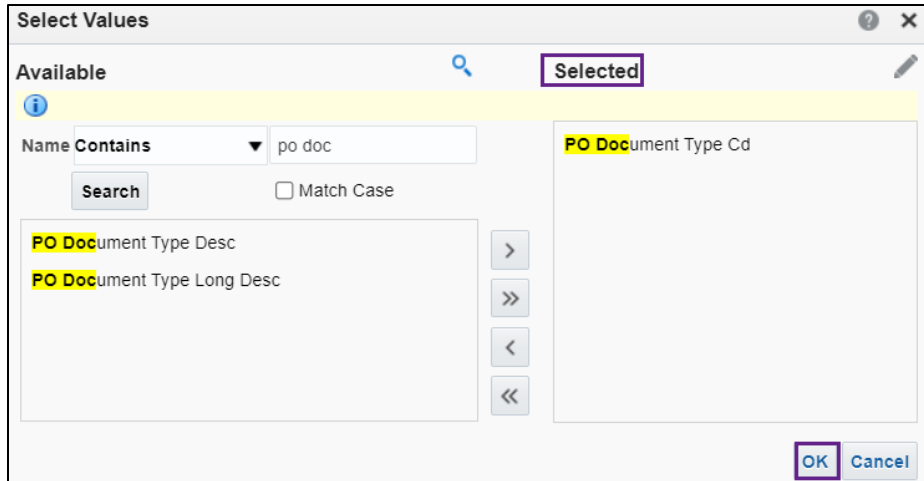 Select Values
Available
Selected
Name Contains po doc
Search Match Case
PO Document Type Desc
PO Document Type Long Desc
PO Document Type Cd
OK Cancel